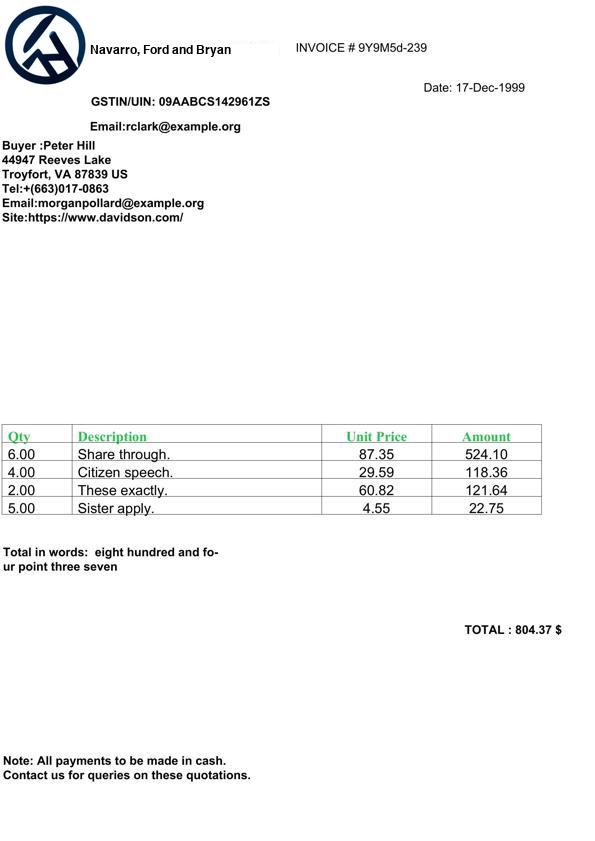 Navarro, Ford and Bryan
INVOICE # 9Y9M5d-239
Date: 17-Dec-1999
GSTIN/UIN: 09AABCS142961ZS
Email:rclark@example.org
Buyer :Peter Hill
44947 Reeves Lake
Troyfort, VA 87839 US
Tel:+(663)017-0863
Email:morganpollard@example.org
Site:https://www.davidson.com/
Qty Description Unit Price Amount
6.00 Share through. 87.35 524.10
4.00 Citizen speech. 29.59 118.36
2.00 These exactly. 60.82 121.64
5.00 Sister apply. 4.55 22.75
Total in words: eight hundred and fo-
ur point three seven
TOTAL : 804.37 $
Note: All payments to be made in cash.
Contact us for queries on these quotations.